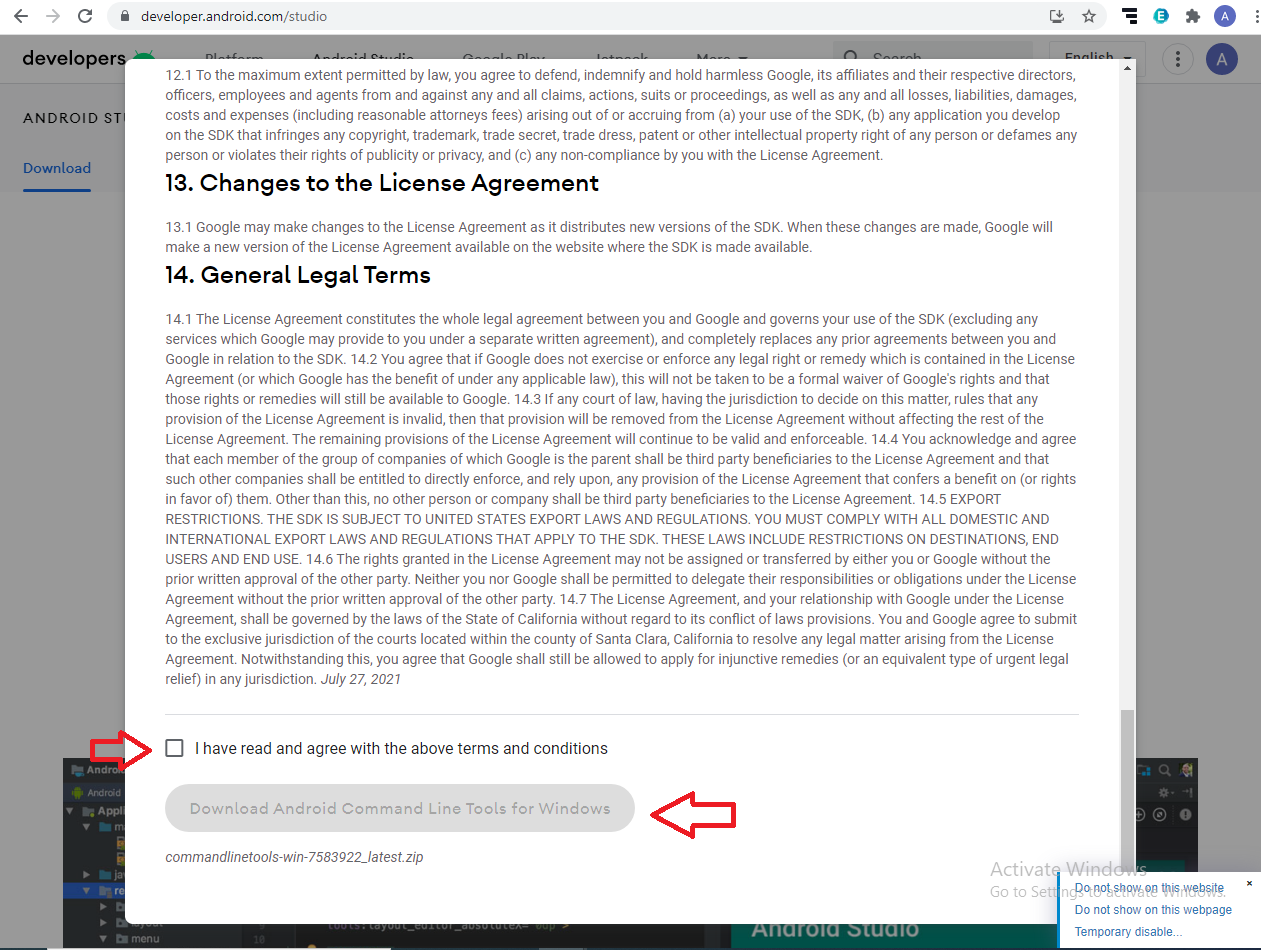 developer.android.com/studio
A
developers
Platform Android Studio Google Play Jetpack More Search English
A
ANDROID STU
Download
12.1 To the maximum extent permitted by law, you agree to defend, indemnify and hold harmless Google, its affiliates and their respective directors,
officers, employees and agents from and against any and all claims, actions, suits or proceedings, as well as any and all losses, liabilities, damages,
costs and expenses (including reasonable attorneys fees) arising out of or accruing from (a) your use of the SDK, (b) any application you develop
on the SDK that infringes any copyright, trademark, trade secret, trade dress, patent or other intellectual property right of any person or defames any
person or violates their rights of publicity or privacy, and (c) any non-compliance by you with the License Agreement.
13. Changes to the License Agreement
13.1 Google may make changes to the License Agreement as it distributes new versions of the SDK. When these changes are made, Google will
make a new version of the License Agreement available on the website where the SDK is made available.
14. General Legal Terms
14.1 The License Agreement constitutes the whole legal agreement between you and Google and governs your use of the SDK (excluding any
services which Google may provide to you under a separate written agreement), and completely replaces any prior agreements between you and
Google in relation to the SDK. 14.2 You agree that if Google does not exercise or enforce any legal right or remedy which is contained in the License
Agreement (or which Google has the benefit of under any applicable law), this will not be taken to be a formal waiver of Google's rights and that
those rights or remedies will still be available to Google. 14.3 If any court of law, having the jurisdiction to decide on this matter, rules that any
provision of the License Agreement is invalid, then that provision will be removed from the License Agreement without affecting the rest of the
License Agreement. The remaining provisions of the License Agreement will continue to be valid and enforceable. 14.4 You acknowledge and agree
that each member of the group of companies of which Google is the parent shall be third party beneficiaries to the License Agreement and that
such other companies shall be entitled to directly enforce, and rely upon, any provision of the License Agreement that confers a benefit on (or rights
in favor of) them. Other than this, no other person or company shall be third party beneficiaries to the License Agreement. 14.5 EXPORT
RESTRICTIONS. THE SDK IS SUBJECT TO UNITED STATES EXPORT LAWS AND REGULATIONS. YOU MUST COMPLY WITH ALL DOMESTIC AND
INTERNATIONAL EXPORT LAWS AND REGULATIONS THAT APPLY TO THE SDK. THESE LAWS INCLUDE RESTRICTIONS ON DESTINATIONS, END
USERS AND END USE. 14.6 The rights granted in the License Agreement may not be assigned or transferred by either you or Google without the
prior written approval of the other party. Neither you nor Google shall be permitted to delegate their responsibilities or obligations under the License
Agreement without the prior written approval of the other party. 14.7 The License Agreement, and your relationship with Google under the License
Agreement, shall be governed by the laws of the State of California without regard to its conflict of laws provisions. You and Google agree to submit
to the exclusive jurisdiction of the courts located within the county of Santa Clara, California to resolve any legal matter arising from the License
Agreement. Notwithstanding this, you agree that Google shall still be allowed to apply for injunctive remedies (or an equivalent type of urgent legal
relief) in any jurisdiction. July 27, 2021
I have read and agree with the above terms and conditions
Download Android Command Line Tools for Windows
commandlinetools-win-7583922_latest.zip
Android
Appli
ma
jav
re
layout
menu
10
tools:layout_editor_absoluteX="0dp">
Android Studio
Activate Windows
Go to Settings to activate Windows.
Do not show on this website
Do not show on this webpage
Temporary disable...